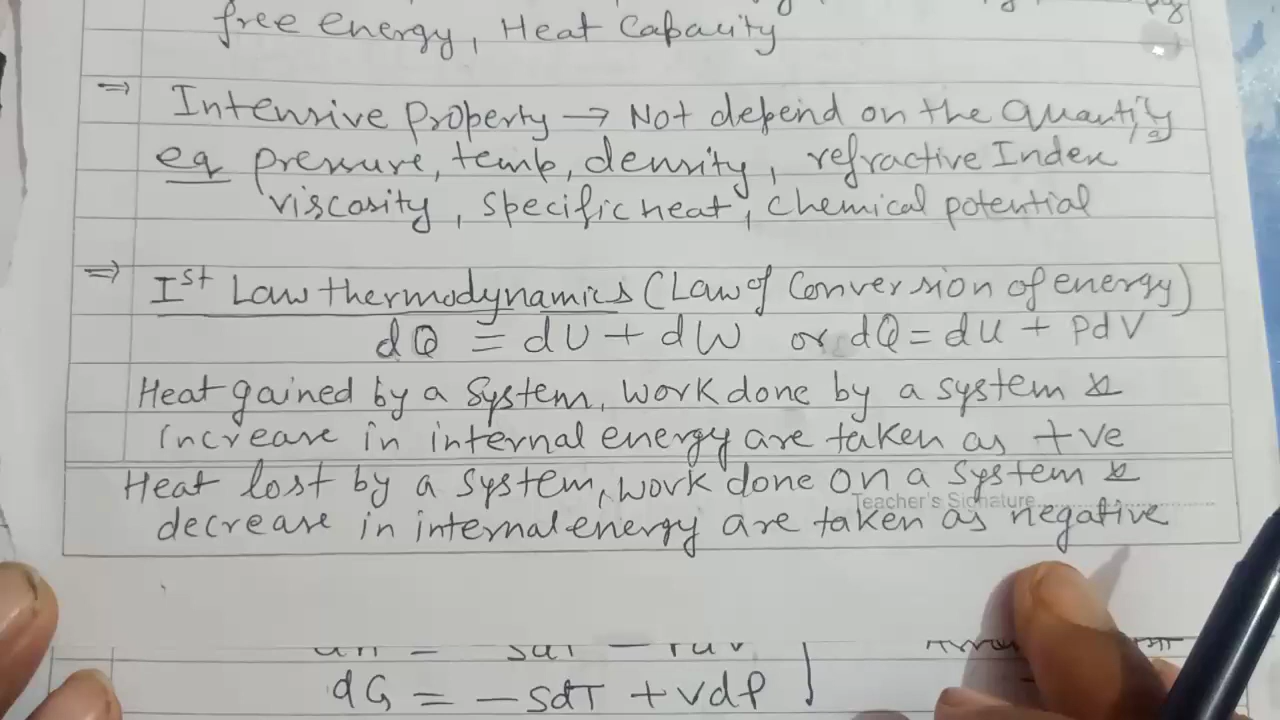 free energy, Heat Capacity
⇒ Intensive Property → Not depend on the Quantity
eg pressure, temp, density, refractive Index
viscosity, specific heat, chemical potential
⇒ Ist Law thermodynamics (Law of Conversion of energy)
dQ = dU + dW or dQ = dU + PdV
Heat gained by a system, work done by a system &
increase in internal energy are taken as +ve
Heat lost by a system, work done on a system &
Teacher's Signature
decrease in internal energy are taken as negative
dG = -SdT + VdP